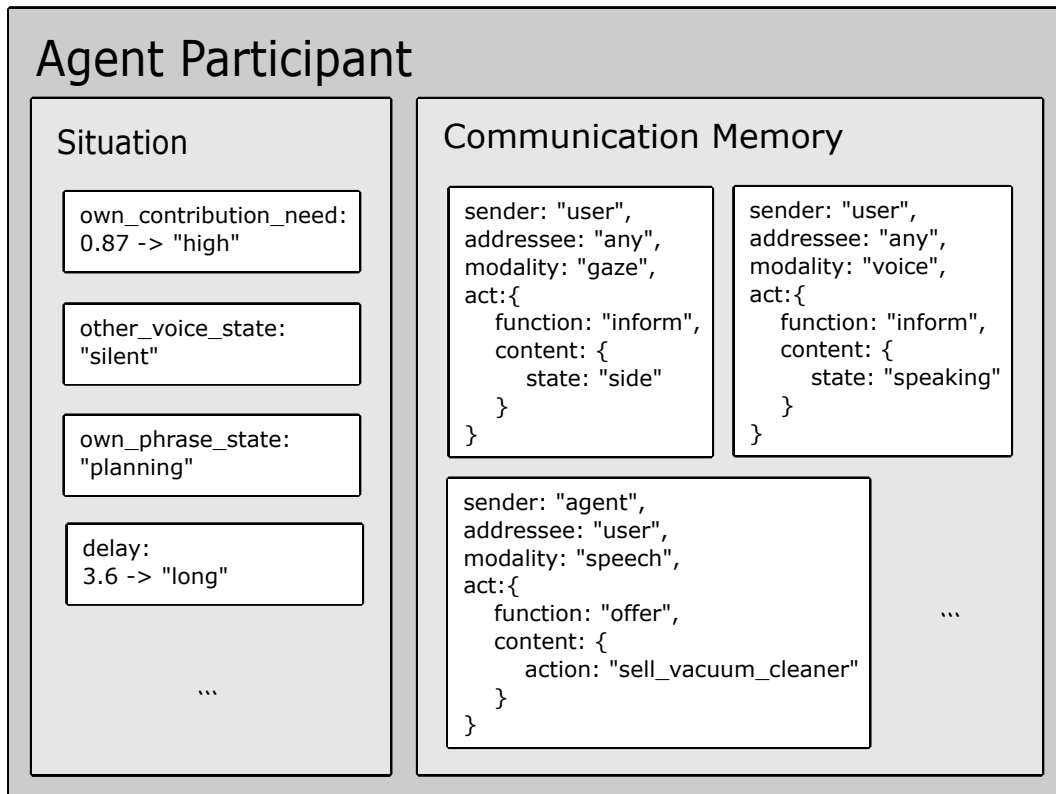 Agent Participant
Situation
own_contribution_need:
0.87 -> "high"
other_voice_state:
"silent"
own_phrase_state:
"planning"
delay:
3.6 -> "long"
...
Communication Memory
sender: "user",
addressee: "any",
modality: "gaze",
act:{
function: "inform",
content: {
state: "side"
}
}
sender: "user",
addressee: "any",
modality: "voice",
act:{
function: "inform",
content: {
state: "speaking"
}
}
sender: "agent",
addressee: "user",
modality: "speech",
act:{
function: "offer",
content: {
action: "sell_vacuum_cleaner"
}
}
...